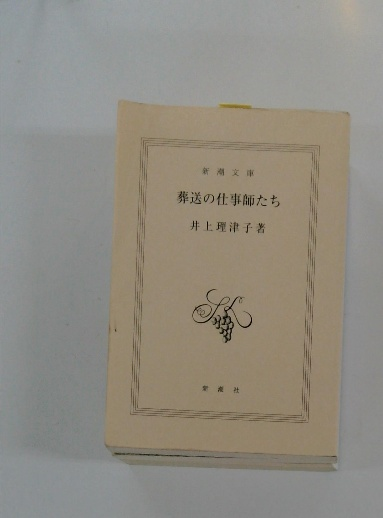 新潮文庫
葬送の仕事師たち
井上理津子著
新潮社